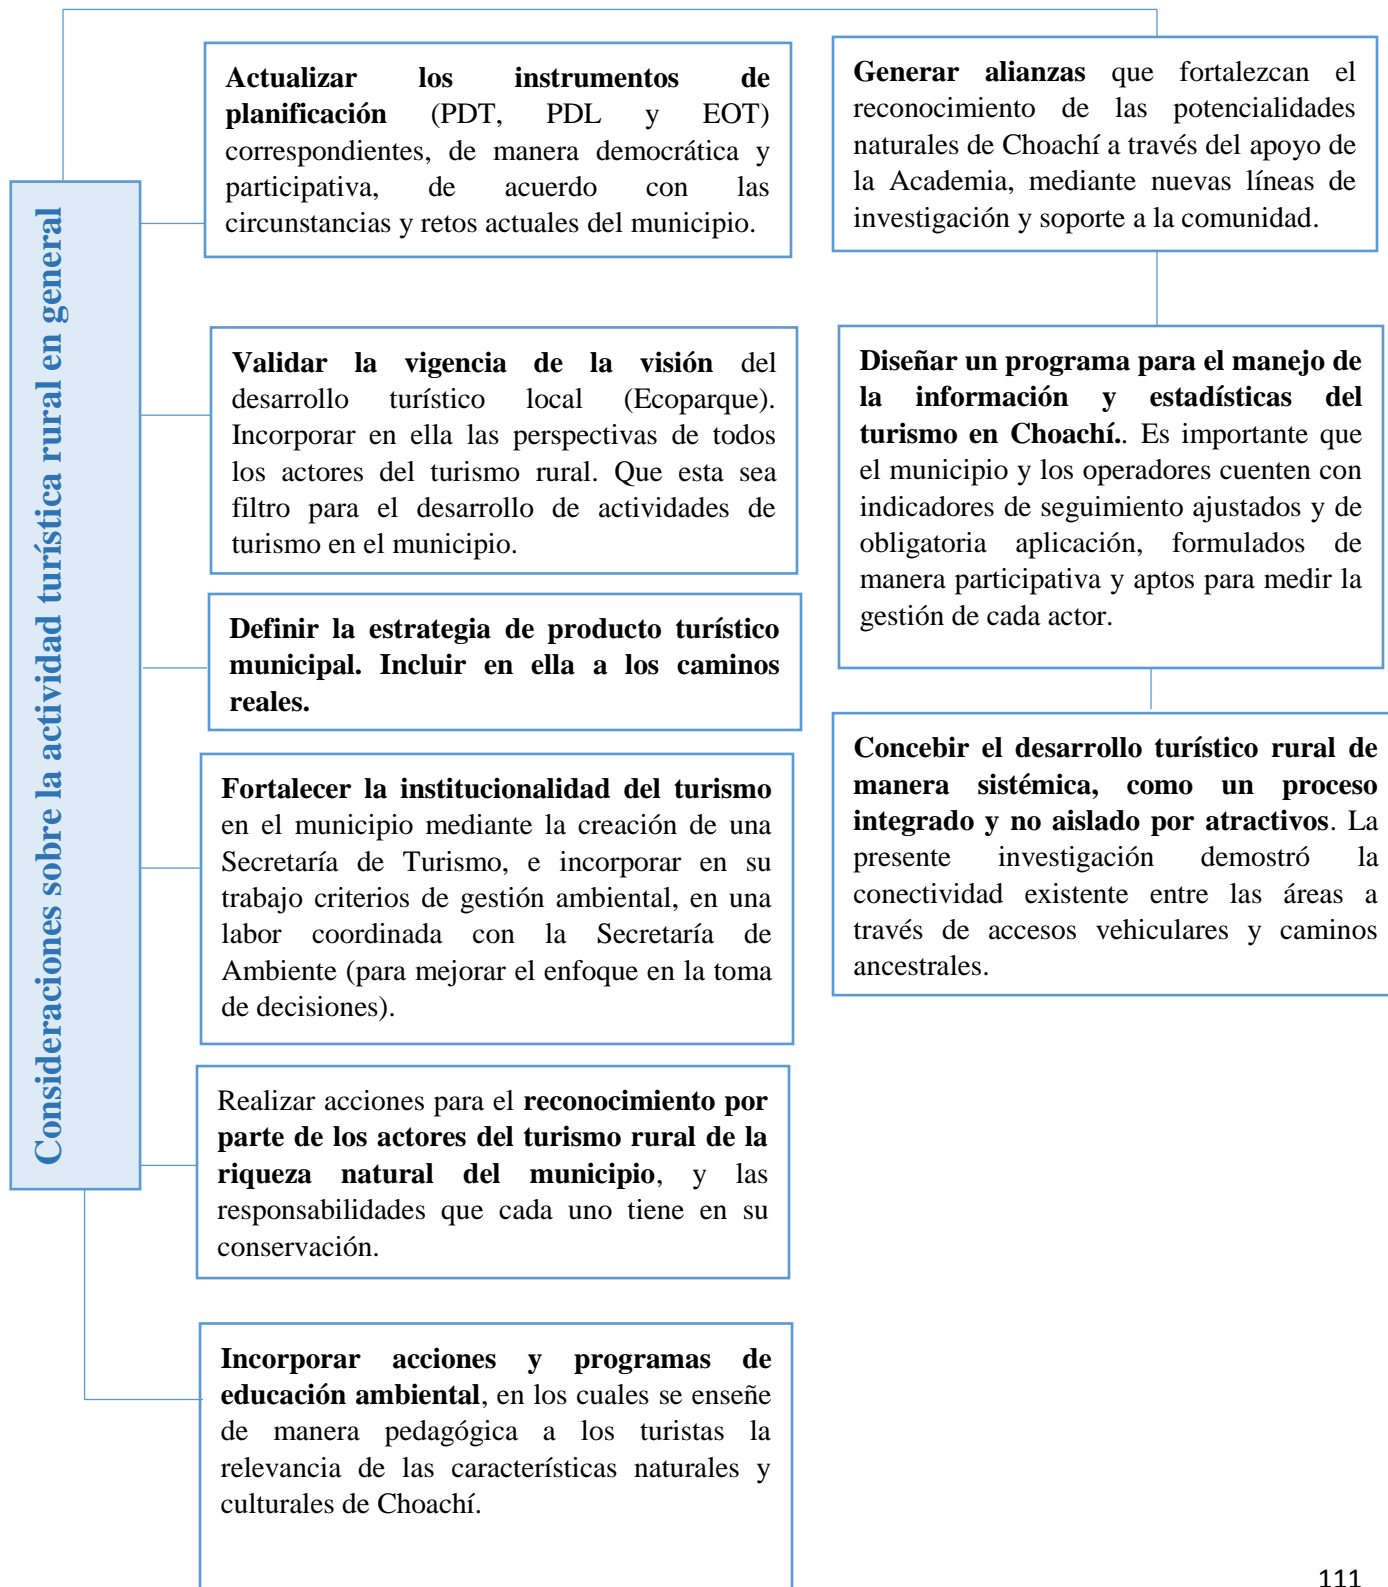 Consideraciones sobre la actividad turística rural en general
Actualizar los instrumentos de
planificación (PDT, PDL y EOT)
correspondientes, de manera democrática y
participativa, de acuerdo con las
circunstancias y retos actuales del municipio.
Validar la vigencia de la visión del
desarrollo turístico local (Ecoparque).
Incorporar en ella las perspectivas de todos
los actores del turismo rural. Que esta sea
filtro para el desarrollo de actividades de
turismo en el municipio.
Definir la estrategia de producto turístico
municipal. Incluir en ella a los caminos
reales.
Fortalecer la institucionalidad del turismo
en el municipio mediante la creación de una
Secretaría de Turismo, e incorporar en su
trabajo criterios de gestión ambiental, en una
labor coordinada con la Secretaría de
Ambiente (para mejorar el enfoque en la toma
de decisiones).
Realizar acciones para el reconocimiento por
parte de los actores del turismo rural de la
riqueza natural del municipio, y las
responsabilidades que cada uno tiene en su
conservación.
Incorporar acciones y programas de
educación ambiental, en los cuales se enseñe
de manera pedagógica a los turistas la
relevancia de las características naturales y
culturales de Choachí.
Generar alianzas que fortalezcan el
reconocimiento de las potencialidades
naturales de Choachí a través del apoyo de
la Academia, mediante nuevas líneas de
investigación y soporte a la comunidad.
Diseñar un programa para el manejo de
la información y estadísticas del
turismo en Choachí.. Es importante que
el municipio y los operadores cuenten con
indicadores de seguimiento ajustados y de
obligatoria aplicación, formulados de
manera participativa y aptos para medir la
gestión de cada actor.
Concebir el desarrollo turístico rural de
manera sistémica, como un proceso
integrado y no aislado por atractivos. La
presente investigación demostró la
conectividad existente entre las áreas a
través de accesos vehiculares y caminos
ancestrales.
111